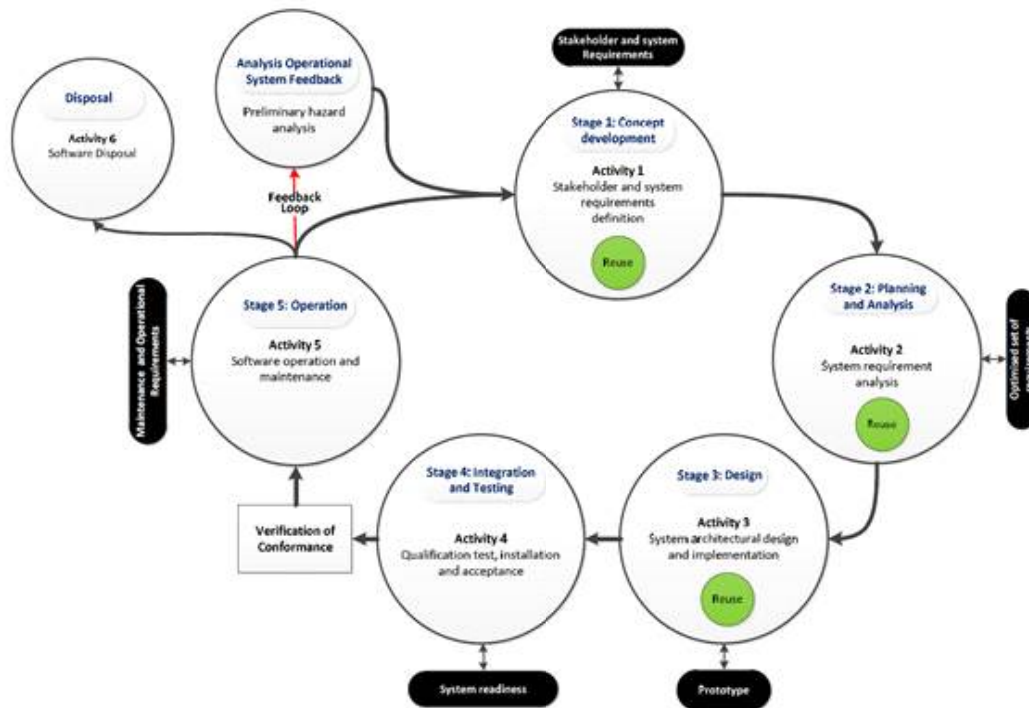 Stakeholder and system
Requirements
Analysis Operational
System Feedback
Preliminary hazard
analysis
Disposal
Activity 6
Software Disposal
Feedback
Loop
Stage 1: Concept
development
Activity 1
Stakeholder and system
requirements
definition
Reuse
Stage 2: Planning
and Analysis
Activity 2
System requirement
analysis
Reuse
Optimised set of
Stage 3: Design
Activity 3
System architectural design
and implementation
Reuse
Prototype
Stage 4: Integration
and Testing
Activity 4
Qualification test, installation
and acceptance
System readiness
Verification of
Conformance
Stage 5: Operation
Activity 5
Software operation and
maintenance
Maintenance and Operational
Requirements